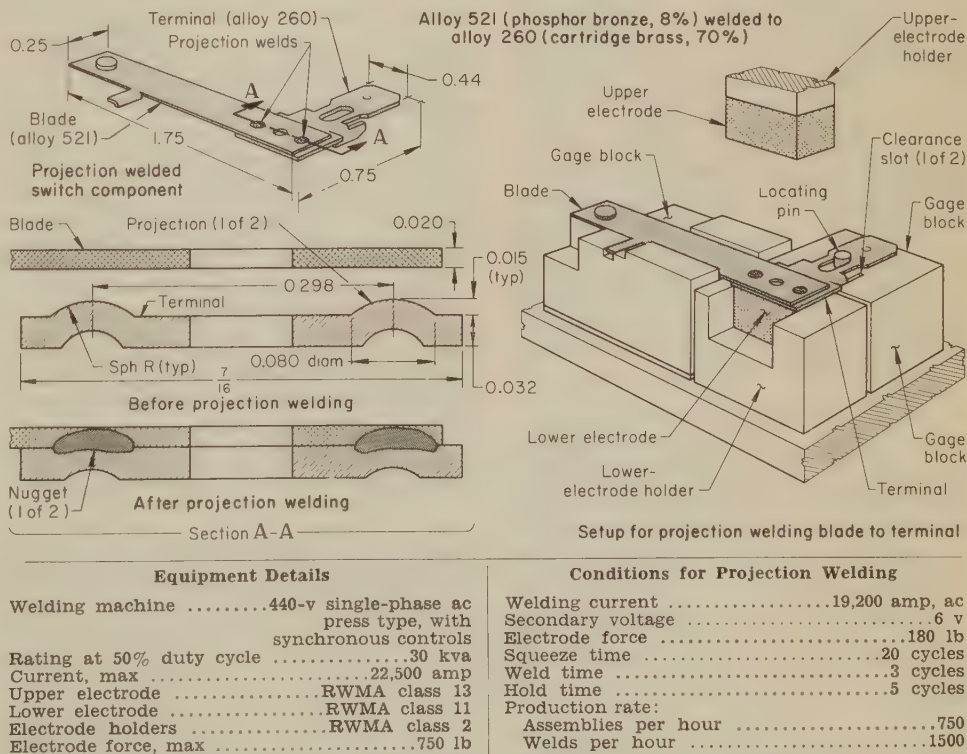 Alloy 521 (phosphor bronze, 8%) welded to
alloy 260 (cartridge brass, 70%)
Terminal (alloy 260)
Projection welds
0.25
0.44
A
A
Blade
(alloy 521)
1.75
0.75
Projection welded
switch component
Upper-
electrode
holder
Upper
electrode
Clearance
slot (1 of 2)
Gage block
Locating
pin
Gage
block
Blade
Blade
Projection (1 of 2)
0.020
0.015
(typ)
0.298
Terminal
Sph R (typ)
0.080 diam
7
16
0.032
Before projection welding
Nugget
(1 of 2)
After projection welding
Section A-A
Lower electrode
Lower-
electrode holder
Gage
block
Terminal
Setup for projection welding blade to terminal
Equipment Details
Welding machine .........440-v single-phase ac
press type, with
synchronous controls
Rating at 50% duty cycle ..............30 kva
Current, max ....................22,500 amp
Upper electrode ..............RWMA class 13
Lower electrode ..............RWMA class 11
Electrode holders .............RWMA class 2
Electrode force, max ..................750 lb
Conditions for Projection Welding
Welding current ................19,200 amp, ac
Secondary voltage ........................6 v
Electrode force ........................180 lb
Squeeze time .......................20 cycles
Weld time ..........................3 cycles
Hold time ..........................5 cycles
Production rate:
Assemblies per hour ...................750
Welds per hour .......................1500